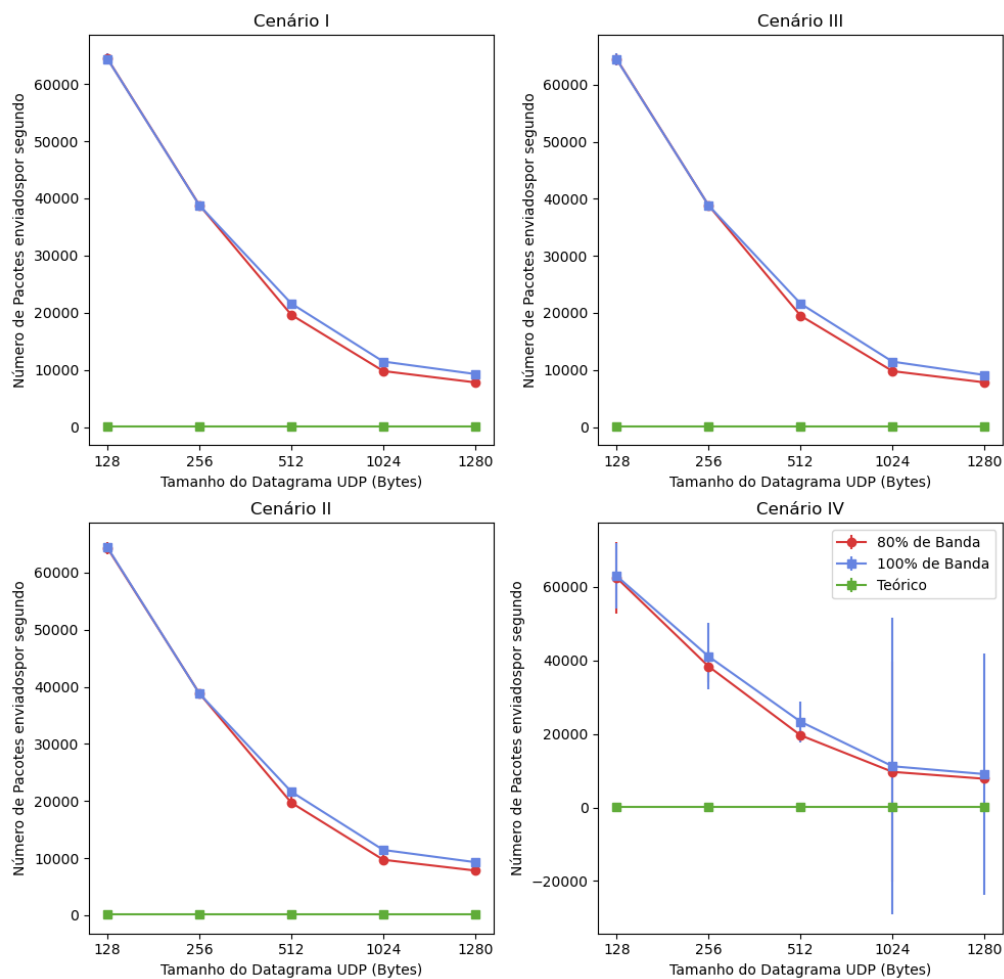 Cenário I
Número de Pacotes enviadospor segundo
60000
50000
40000
30000
20000
10000
0
128 256 512 1024 1280
Tamanho do Datagrama UDP (Bytes)
Cenário III
Número de Pacotes enviadospor segundo
60000
50000
40000
30000
20000
10000
0
128 256 512 1024 1280
Tamanho do Datagrama UDP (Bytes)
Cenário II
Número de Pacotes enviadospor segundo
60000
50000
40000
30000
20000
10000
0
128 256 512 1024 1280
Tamanho do Datagrama UDP (Bytes)
Cenário IV
80% de Banda
100% de Banda
Teórico
Número de Pacotes enviadospor segundo
60000
40000
20000
0
−20000
128 256 512 1024 1280
Tamanho do Datagrama UDP (Bytes)